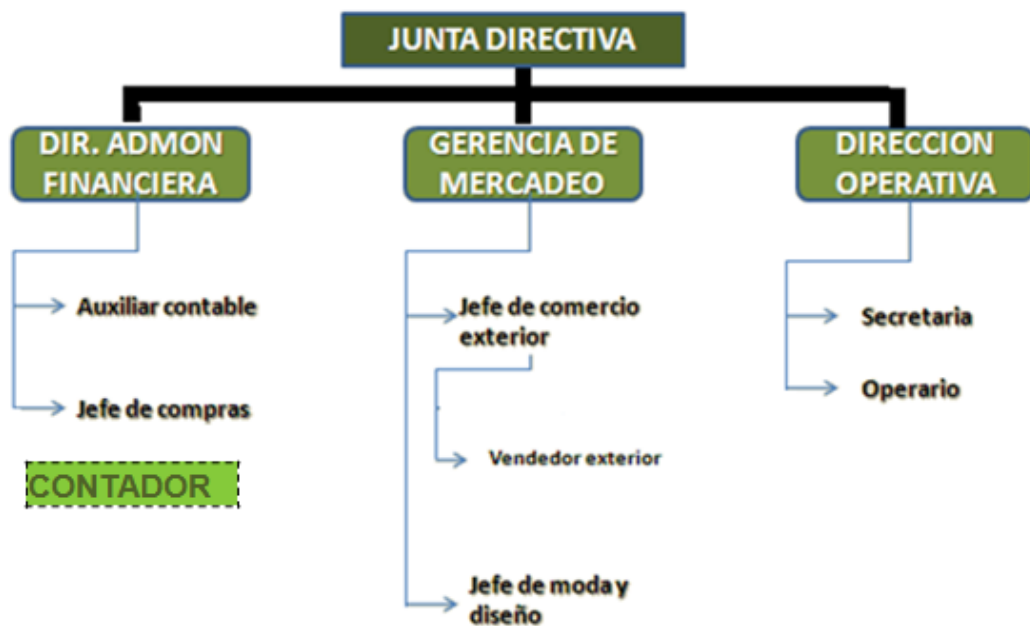 JUNTA DIRECTIVA
DIR. ADMON
FINANCIERA
Auxiliar contable
Jefe de compras
CONTADOR
GERENCIA DE
MERCADEO
Jefe de comercio
exterior
Vendedor exterior
Jefe de moda y
diseño
DIRECCION
OPERATIVA
Secretaria
Operario